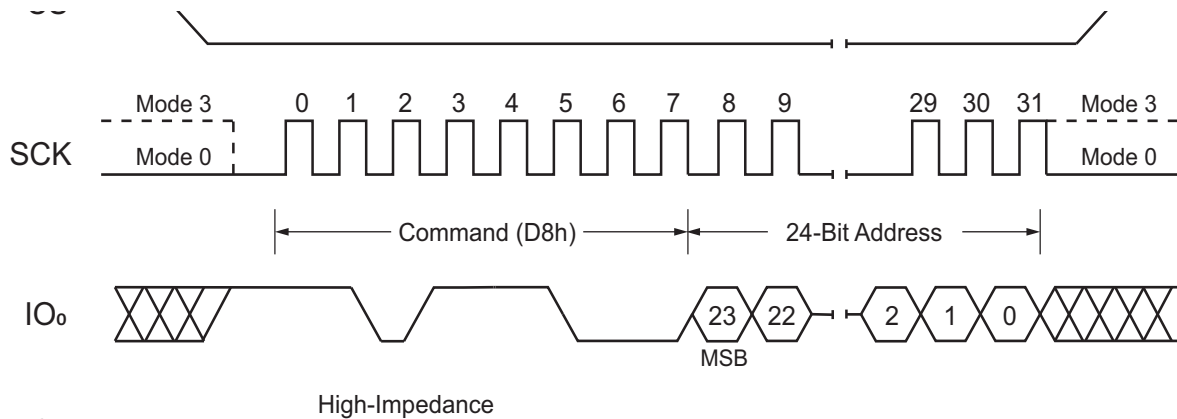 Mode 3 0 1 2 3 4 5 6 7 8 9 29 30 31 Mode 3
SCK Mode 0 Mode 0
Command (D8h) 24-Bit Address
IO₀ 23 22 2 1 0
MSB
High-Impedance